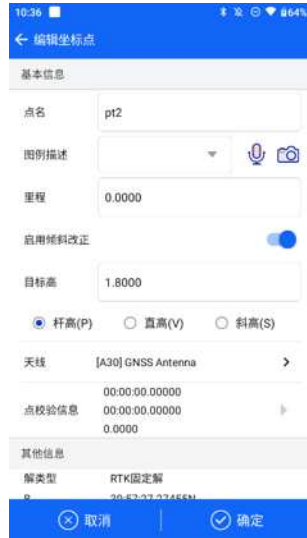 10:36 64%
编辑坐标点
基本信息
点名 pt2
图例描述
里程 0.0000
启用倾斜改正
目标高 1.8000
杆高(P) 直高(V) 斜高(S)
天线 [A30] GNSS Antenna
00:00:00.00000
点校验信息 00:00:00.00000
0.0000
其他信息
解类型 RTK固定解
取消 确定